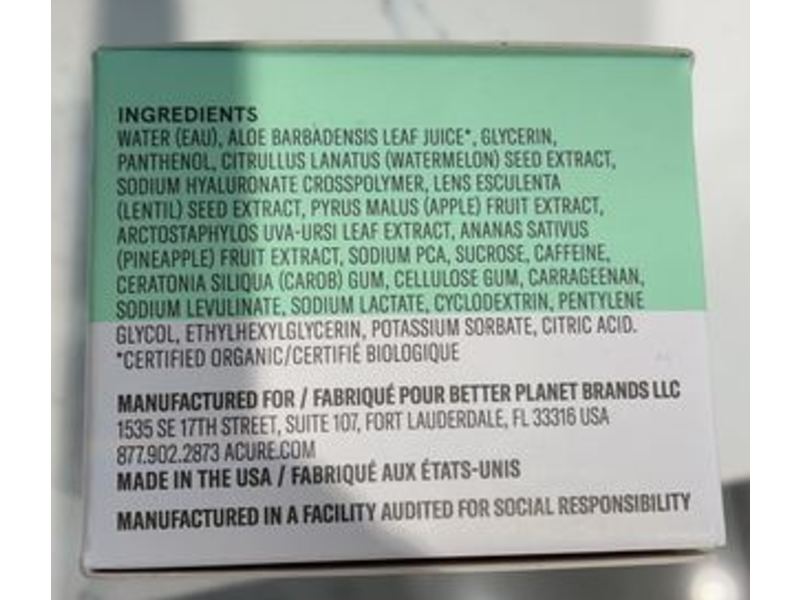 INGREDIENTS
WATER (EAU), ALOE BARBADENSIS LEAF JUICE*, GLYCERIN,
PANTHENOL, CITRULLUS LANATUS (WATERMELON) SEED EXTRACT,
SODIUM HYALURONATE CROSSPOLYMER, LENS ESCULENTA
(LENTIL) SEED EXTRACT, PYRUS MALUS (APPLE) FRUIT EXTRACT,
ARCTOSTAPHYLOS UVA-URSI LEAF EXTRACT, ANANAS SATIVUS
(PINEAPPLE) FRUIT EXTRACT, SODIUM PCA, SUCROSE, CAFFEINE,
CERATONIA SILIQUA (CAROB) GUM, CELLULOSE GUM, CARRAGEENAN,
SODIUM LEVULINATE, SODIUM LACTATE, CYCLODEXTRIN, PENTYLENE
GLYCOL, ETHYLHEXYLGLYCERIN, POTASSIUM SORBATE, CITRIC ACID.
*CERTIFIED ORGANIC/CERTIFIÉ BIOLOGIQUE
MANUFACTURED FOR / FABRIQUÉ POUR BETTER PLANET BRANDS LLC
1535 SE 17TH STREET, SUITE 107, FORT LAUDERDALE, FL 33316 USA
877.902.2873 ACURE.COM
MADE IN THE USA / FABRIQUÉ AUX ÉTATS-UNIS
MANUFACTURED IN A FACILITY AUDITED FOR SOCIAL RESPONSIBILITY